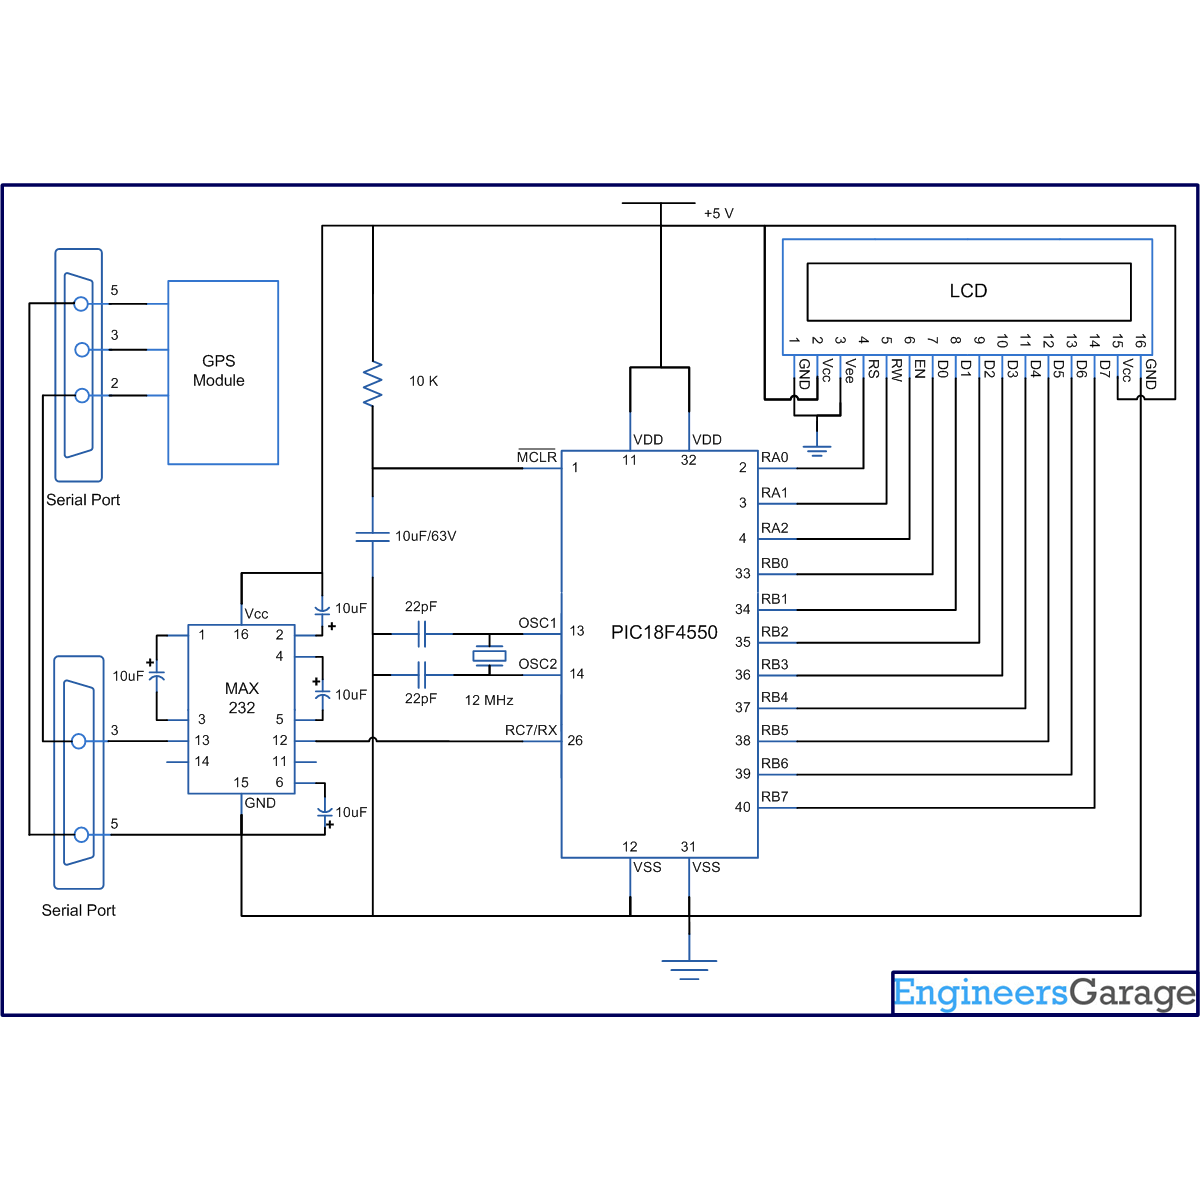 +5 V
LCD
1 2 3 4 5 6 7 8 9 10 11 12 13 14 15 16
GND Vcc Vee RS RW EN D0 D1 D2 D3 D4 D5 D6 D7 Vcc GND
5
3
2
GPS
Module
Serial Port
10 K
10uF/63V
22pF
22pF
12 MHz
VDD VDD
11 32
MCLR 1
OSC1 13
OSC2 14
RC7/RX 26
PIC18F4550
2 RA0
3 RA1
4 RA2
33 RB0
34 RB1
35 RB2
36 RB3
37 RB4
38 RB5
39 RB6
40 RB7
12 31
VSS VSS
Vcc
10uF
+
1 16 2
4
+
10uF
+
10uF
MAX
232
3 5
3
13 12
14 11
15 6
GND
10uF
+
5
Serial Port
EngineersGarage